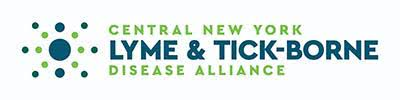 CENTRAL NEW YORK
LYME & TICK-BORNE
DISEASE ALLIANCE